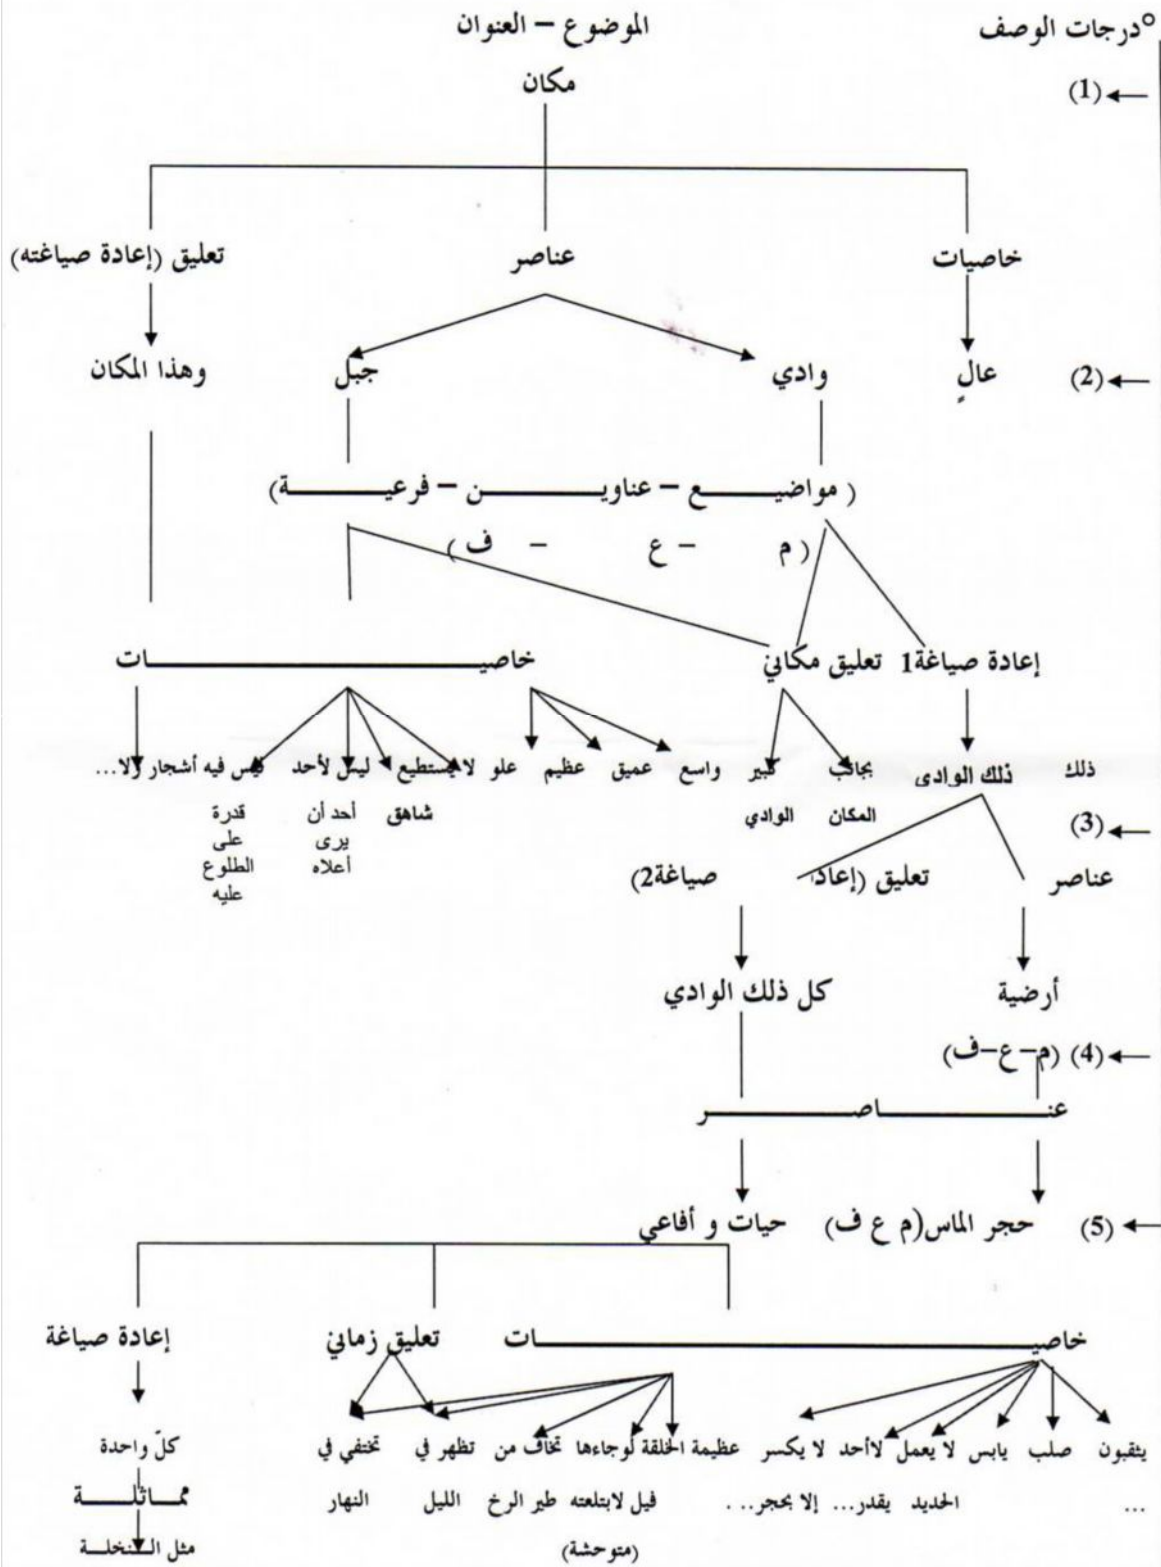 °درجات الوصف الموضوع – العنوان
(1) مكان
خاصيات عناصر تعليق (إعادة صياغته)
(2) عالٍ وادي جبل وهذا المكان
(مواضيع – عناوين – فرعية)
(م – ع – ف)
إعادة صياغة1 تعليق مكاني خاصيات
ذلك ذلك الوادي بجانب كبير واسع عميق عظيم علو لا يستطيع ليس لأحد ليس فيه أشجار ولا...
(3) المكان الوادي شاهق أحد أن قدرة
يرى على
أعلاه الطلوع
عليه
عناصر تعليق (إعاد صياغة2)
أرضية كل ذلك الوادي
(4) (م–ع–ف)
عناصر
(5) حجر الماس(م ع ف) حيات و أفاعي
خاصيات تعليق زماني إعادة صياغة
يثقبون صلب يابس لا يعمل لاأحد لا يكسر عظيمة الخلقة لوجاءها تخاف من تظهر في تختفي في كلّ واحدة
... الحديد يقدر... إلا بحجر... . فيل لابتلعته طير الرخ الليل النهار مماثلة
(متوحشة) مثل النخلة